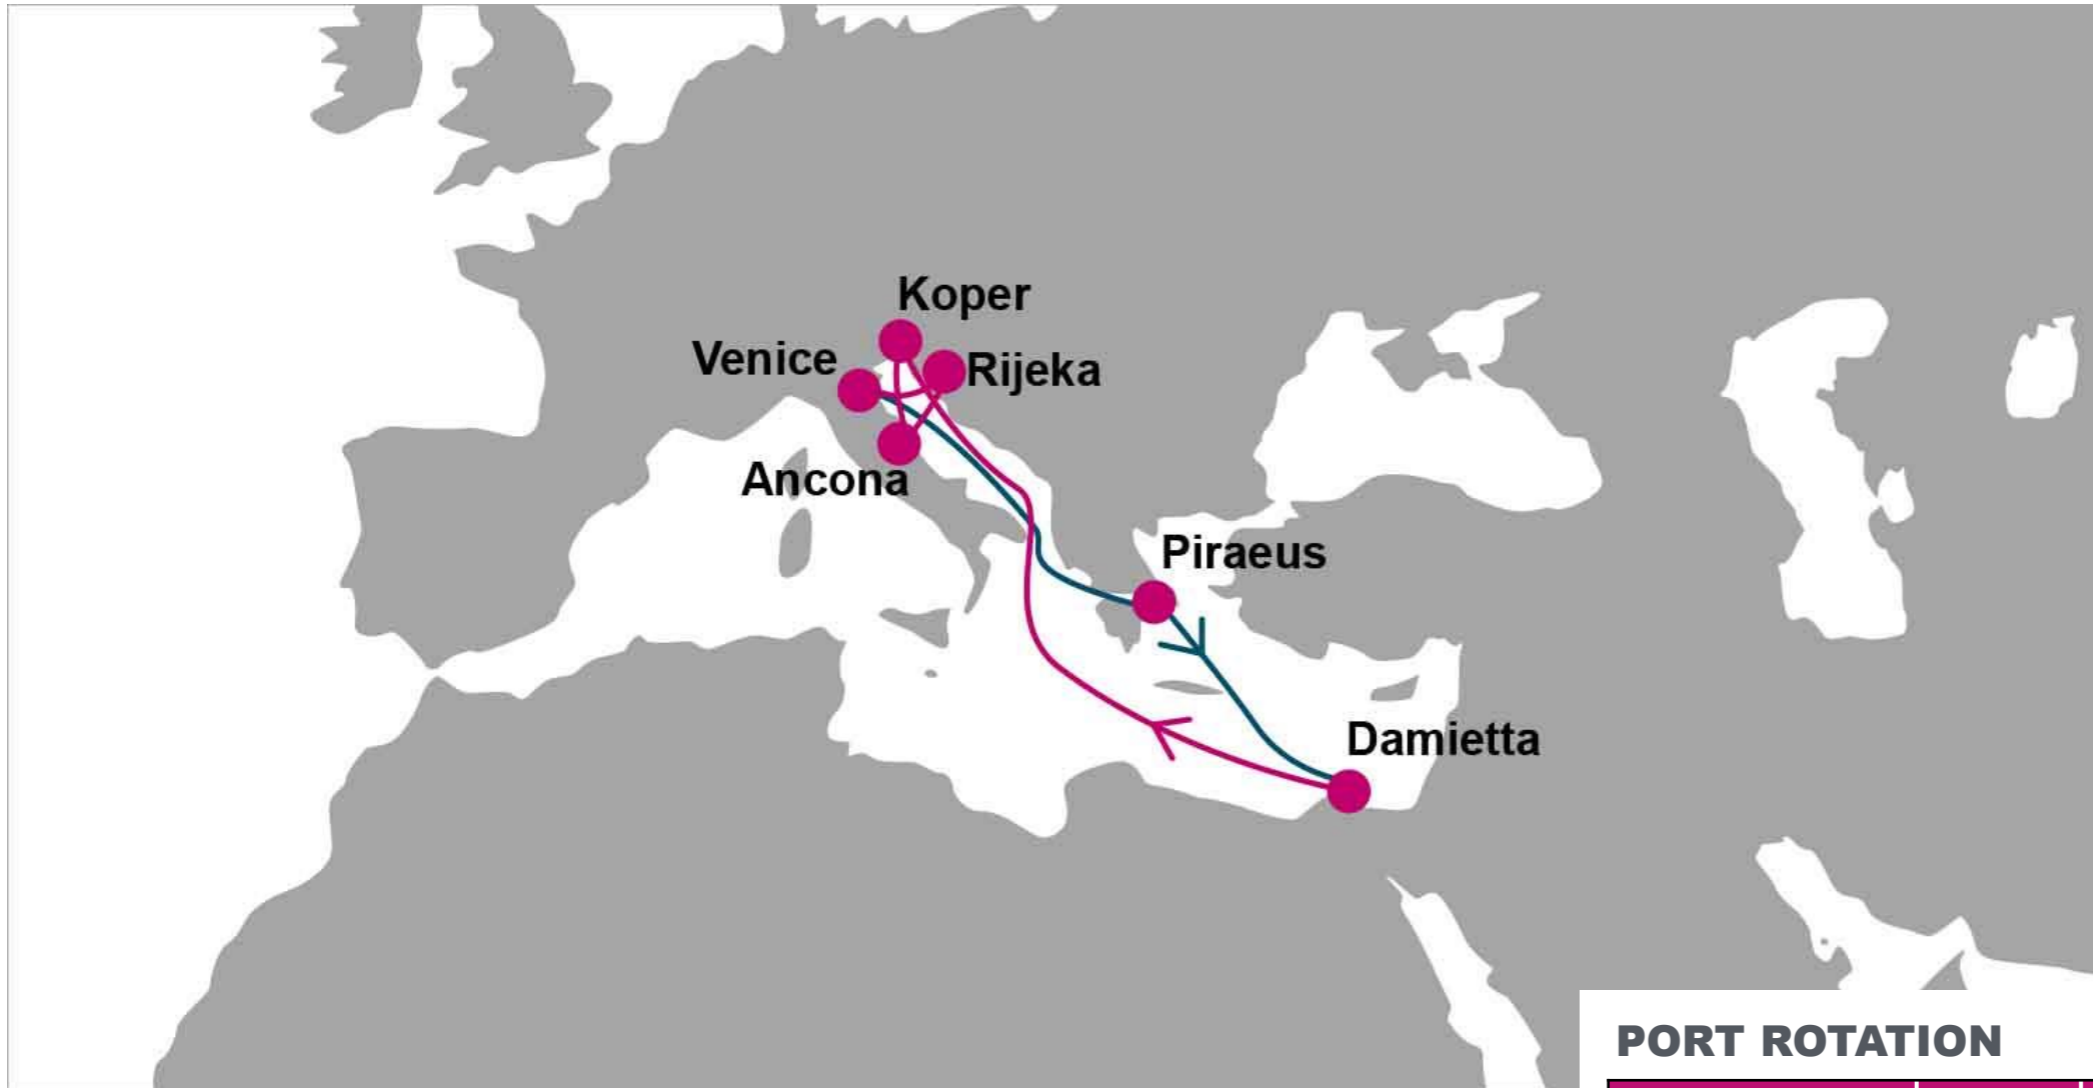 Koper
Venice
Rijeka
Ancona
Piraeus
Damietta
PORT ROTATION